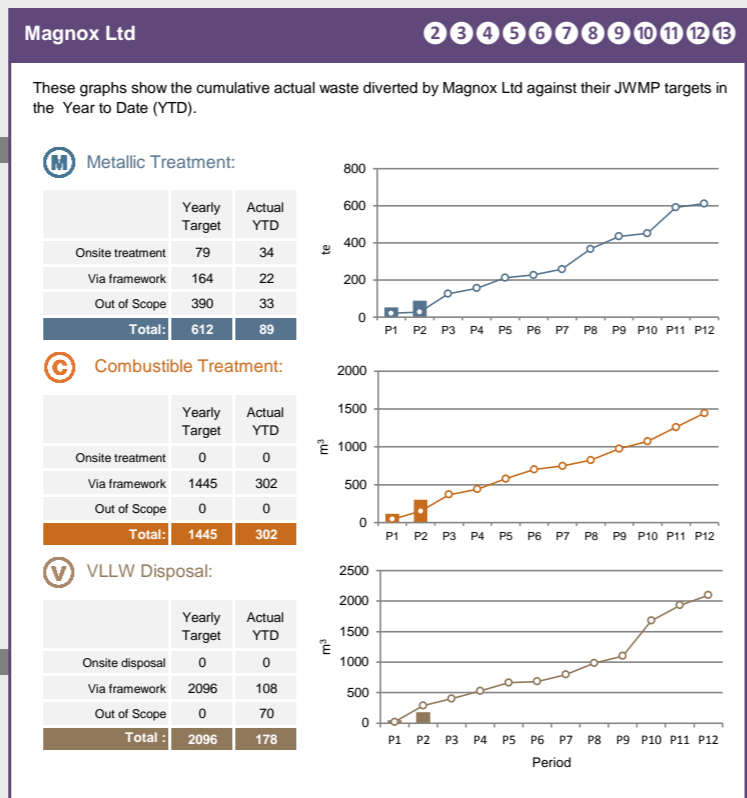 Magnox Ltd 2 3 4 5 6 7 8 9 10 11 12 13
These graphs show the cumulative actual waste diverted by Magnox Ltd against their JWMP targets in
the Year to Date (YTD).
M Metallic Treatment:
Yearly Target Actual YTD
Onsite treatment 79 34
Via framework 164 22
Out of Scope 390 33
Total: 612 89
800
600
400
200
0
te
P1 P2 P3 P4 P5 P6 P7 P8 P9 P10 P11 P12
C Combustible Treatment:
Yearly Target Actual YTD
Onsite treatment 0 0
Via framework 1445 302
Out of Scope 0 0
Total: 1445 302
2000
1500
1000
500
0
m³
P1 P2 P3 P4 P5 P6 P7 P8 P9 P10 P11 P12
V VLLW Disposal:
Yearly Target Actual YTD
Onsite disposal 0 0
Via framework 2096 108
Out of Scope 0 70
Total : 2096 178
2500
2000
1500
1000
500
0
m³
P1 P2 P3 P4 P5 P6 P7 P8 P9 P10 P11 P12
Period